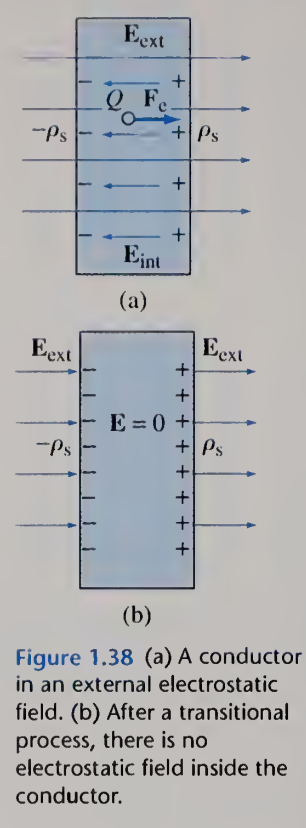 E_ext
− +
Q F_e
−ρ_s − + ρ_s
− +
− +
E_int
(a)
E_ext E_ext
− +
− +
− E = 0 +
−ρ_s − + ρ_s
− +
− +
− +
− +
(b)
Figure 1.38 (a) A conductor
in an external electrostatic
field. (b) After a transitional
process, there is no
electrostatic field inside the
conductor.